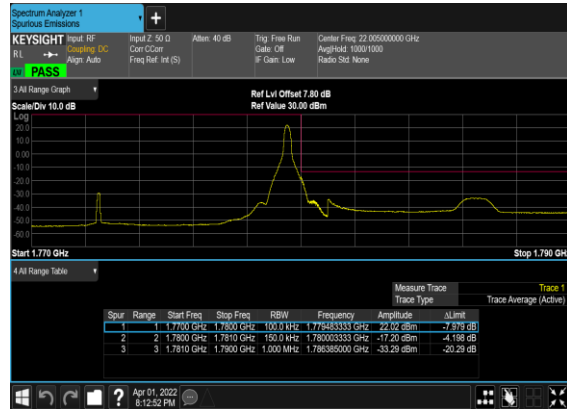 Spectrum Analyzer 1
Spurious Emissions
+
KEYSIGHT Input: RF Input Z: 50 Ω Atten: 40 dB Trig: Free Run Center Freq: 22.005000000 GHz
RL Coupling: DC Corr CCorr Gate: Off Avg|Hold: 1000/1000
Align: Auto Freq Ref: Int (S) IF Gain: Low Radio Std: None
LW PASS
3 All Range Graph
Ref Lvl Offset 7.80 dB
Scale/Div 10.0 dB Ref Value 30.00 dBm
Log
20.0
10.0
0.00
-10.0
-20.0
-30.0
-40.0
-50.0
-60.0
Start 1.770 GHz Stop 1.790 GH
4 All Range Table
Measure Trace Trace 1
Trace Type Trace Average (Active)
Spur Range Start Freq Stop Freq RBW Frequency Amplitude ΔLimit
1 1 1.7700 GHz 1.7800 GHz 100.0 kHz 1.779483333 GHz 22.02 dBm -7.979 dB
2 2 1.7800 GHz 1.7810 GHz 150.0 kHz 1.780003333 GHz -17.20 dBm -4.198 dB
3 3 1.7810 GHz 1.7900 GHz 1.000 MHz 1.786385000 GHz -33.29 dBm -20.29 dB
? Apr 01, 2022
8:12:52 PM